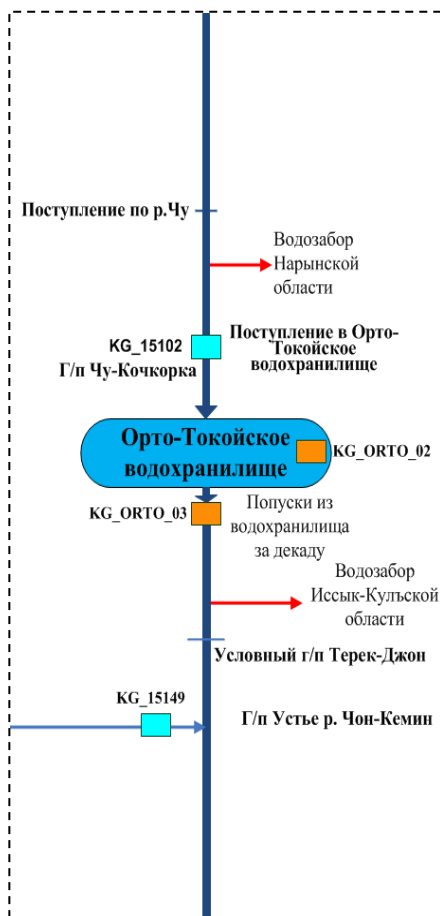 Поступление по р.Чу
Водозабор
Нарынской
области
KG_15102
Г/п Чу-Кочкорка
Поступление в Орто-
Токойское
водохранилище
Орто-Токойское
водохранилище
KG_ORTO_02
KG_ORTO_03
Попуски из
водохранилища
за декаду
Водозабор
Иссык-Кулъской
области
Условный г/п Терек-Джон
KG_15149
Г/п Устье р. Чон-Кемин